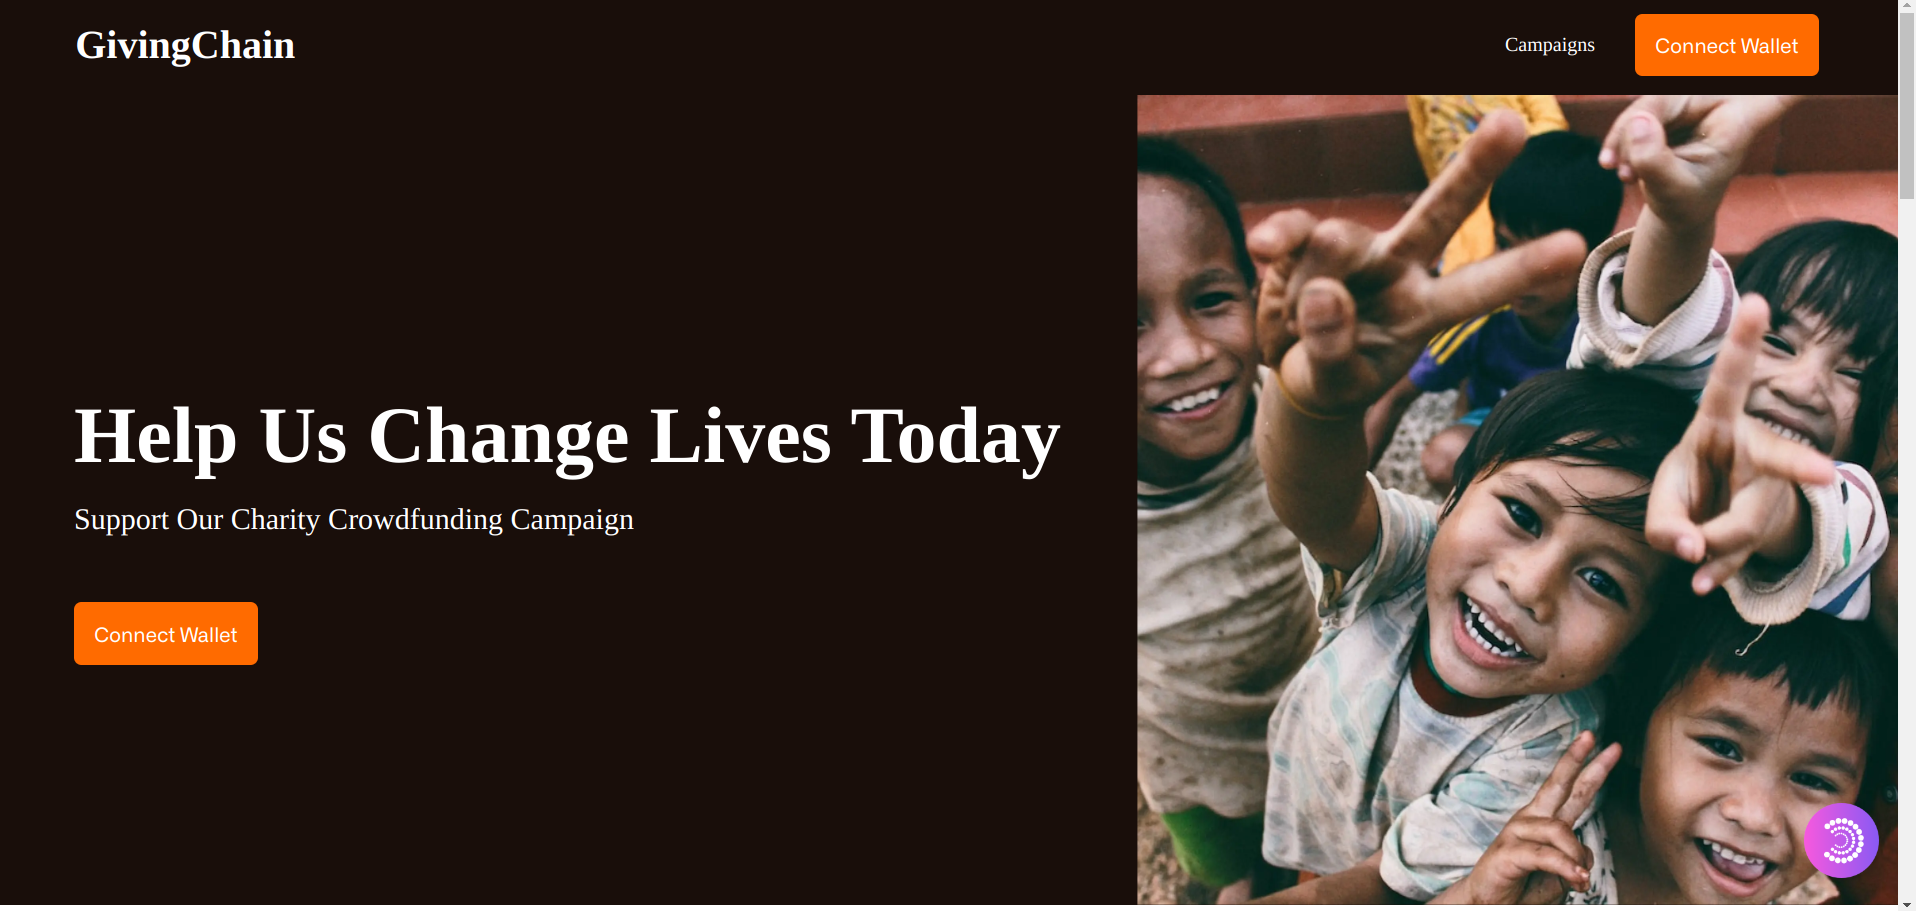 GivingChain
Campaigns
Connect Wallet
Help Us Change Lives Today
Support Our Charity Crowdfunding Campaign
Connect Wallet